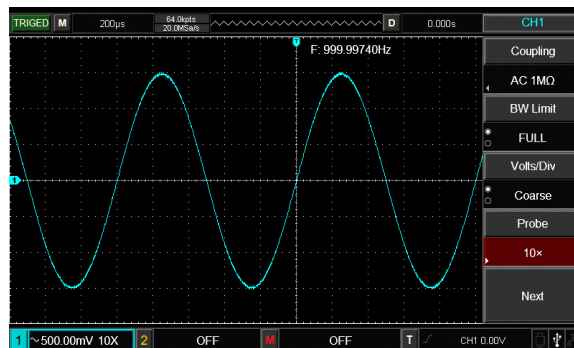 TRIGED M 200μs 64.0kpts D 0.000s CH1
20.0MSa/s
T
F: 999.99740Hz
Coupling
AC 1MΩ
BW Limit
FULL
Volts/Div
1
Coarse
Probe
10×
Next
1 ~500.00mV 10X 2 OFF M OFF T CH1 0.00V